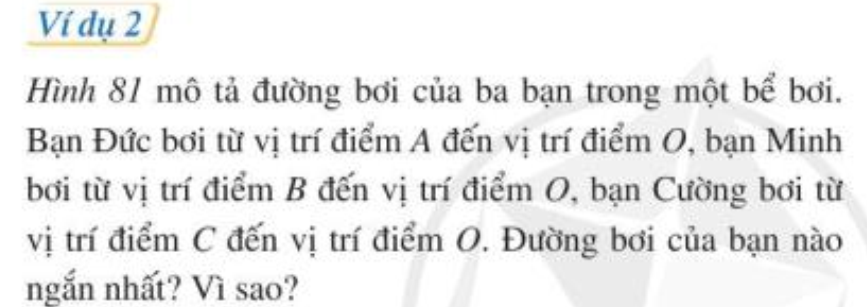 Ví dụ 2
Hình 81 mô tả đường bơi của ba bạn trong một bể bơi.
Bạn Đức bơi từ vị trí điểm A đến vị trí điểm O, bạn Minh
bơi từ vị trí điểm B đến vị trí điểm O, bạn Cường bơi từ
vị trí điểm C đến vị trí điểm O. Đường bơi của bạn nào
ngắn nhất? Vì sao?